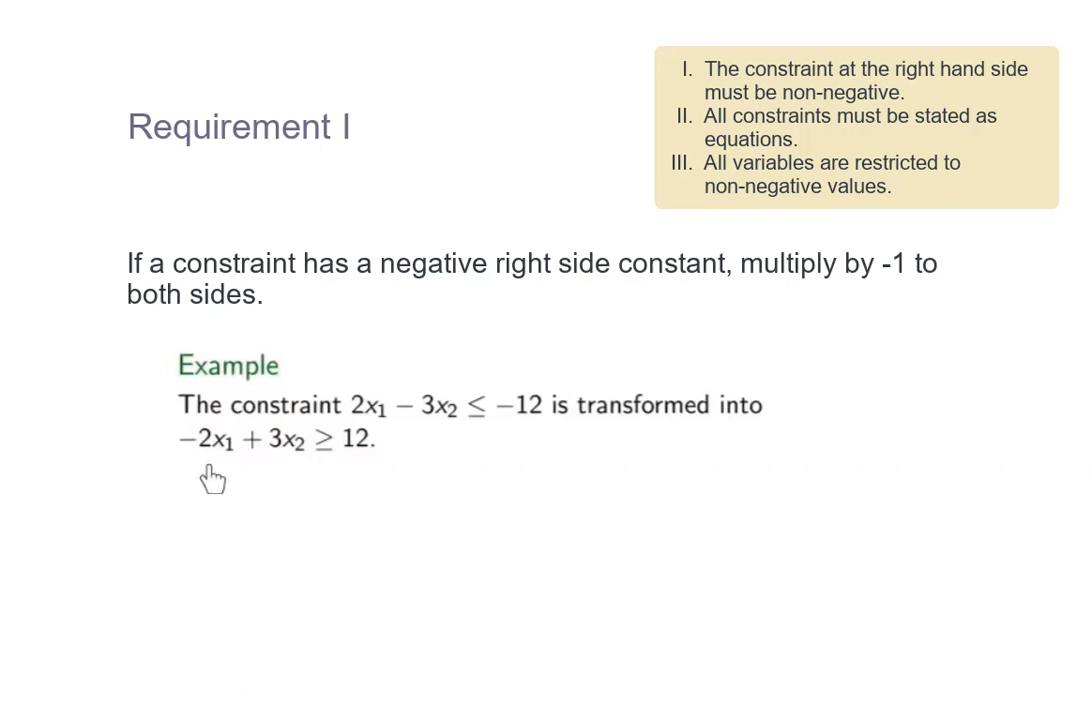 Requirement I
I. The constraint at the right hand side
must be non-negative.
II. All constraints must be stated as
equations.
III. All variables are restricted to
non-negative values.
If a constraint has a negative right side constant, multiply by -1 to
both sides.
Example
The constraint 2x₁ − 3x₂ ≤ −12 is transformed into
−2x₁ + 3x₂ ≥ 12.